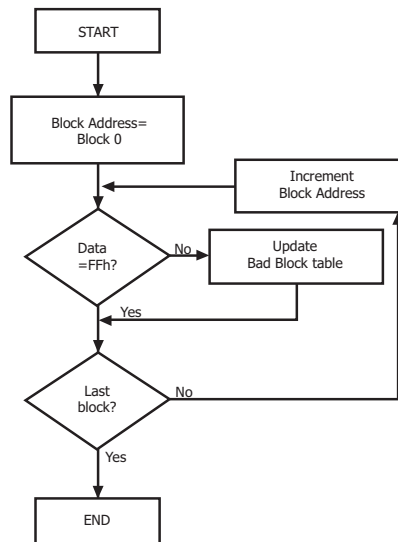 START
Block Address=
Block 0
Increment
Block Address
Data
=FFh?
No
Update
Bad Block table
Yes
Last
block?
No
Yes
END